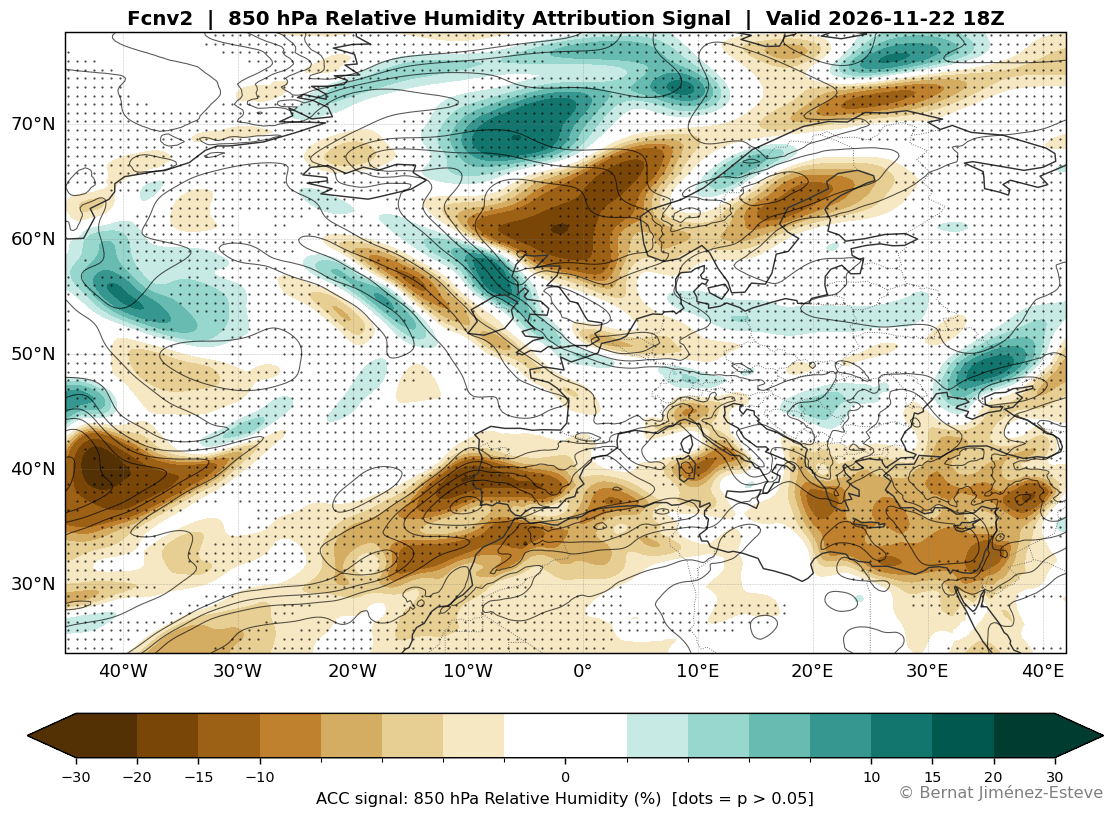 Fcnv2 | 850 hPa Relative Humidity Attribution Signal | Valid 2026-11-22 18Z
70°N
60°N
50°N
40°N
30°N
40°W 30°W 20°W 10°W 0° 10°E 20°E 30°E 40°E
−30 −20 −15 −10 0 10 15 20 30
ACC signal: 850 hPa Relative Humidity (%) [dots = p > 0.05]
© Bernat Jiménez-Esteve